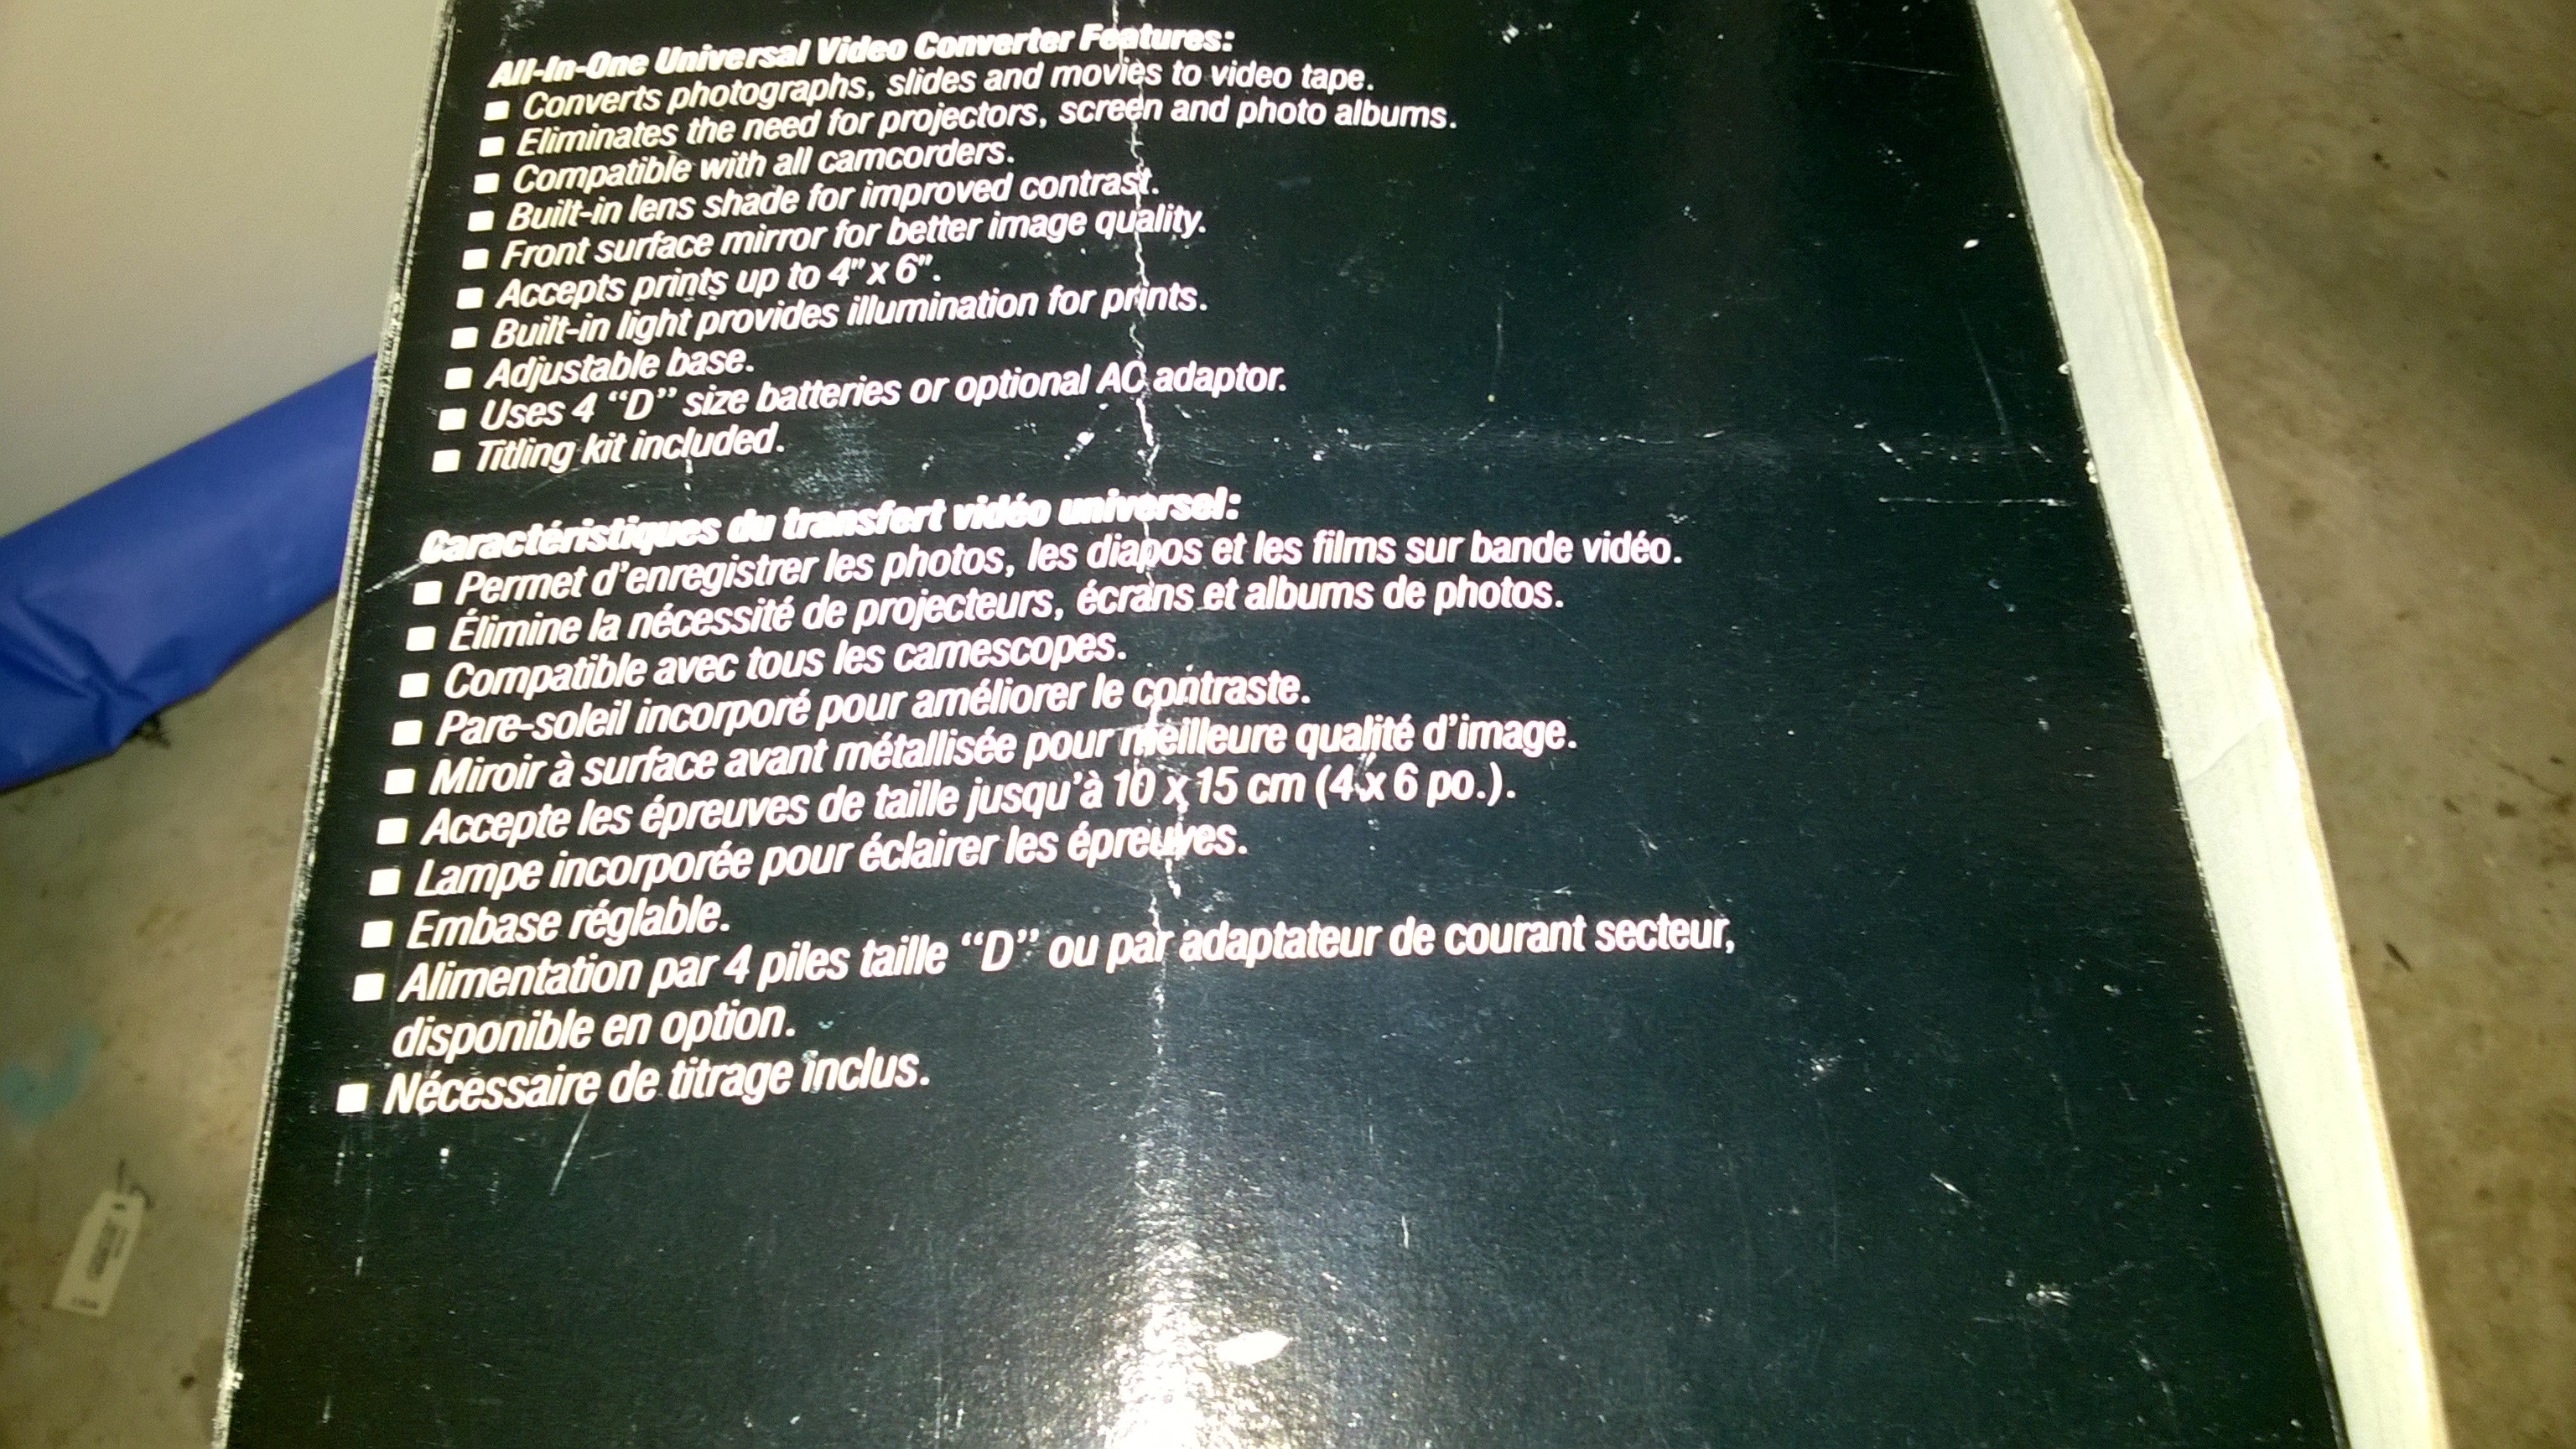 All-In-One Universal Video Converter Features:
■ Converts photographs, slides and movies to video tape.
■ Eliminates the need for projectors, screen and photo albums.
■ Compatible with all camcorders.
■ Built-in lens shade for improved contrast.
■ Front surface mirror for better image quality.
■ Accepts prints up to 4" x 6".
■ Built-in light provides illumination for prints.
■ Adjustable base.
■ Uses 4 “D” size batteries or optional AC adaptor.
■ Titling kit included.
Caractéristiques du transfert vidéo universel:
■ Permet d'enregistrer les photos, les diapos et les films sur bande vidéo.
■ Élimine la nécessité de projecteurs, écrans et albums de photos.
■ Compatible avec tous les camescopes.
■ Pare-soleil incorporé pour améliorer le contraste.
■ Miroir à surface avant métallisée pour meilleure qualité d'image.
■ Accepte les épreuves de taille jusqu'à 10 x 15 cm (4 x 6 po.).
■ Lampe incorporée pour éclairer les épreuves.
■ Embase réglable.
■ Alimentation par 4 piles taille “D” ou par adaptateur de courant secteur,
disponible en option.
■ Nécessaire de titrage inclus.